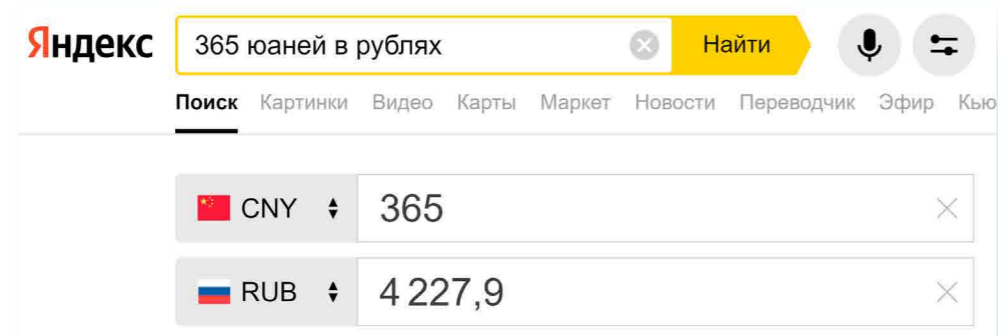 Яндекс 365 юаней в рублях Найти
Поиск Картинки Видео Карты Маркет Новости Переводчик Эфир Кью
CNY 365
RUB 4 227,9